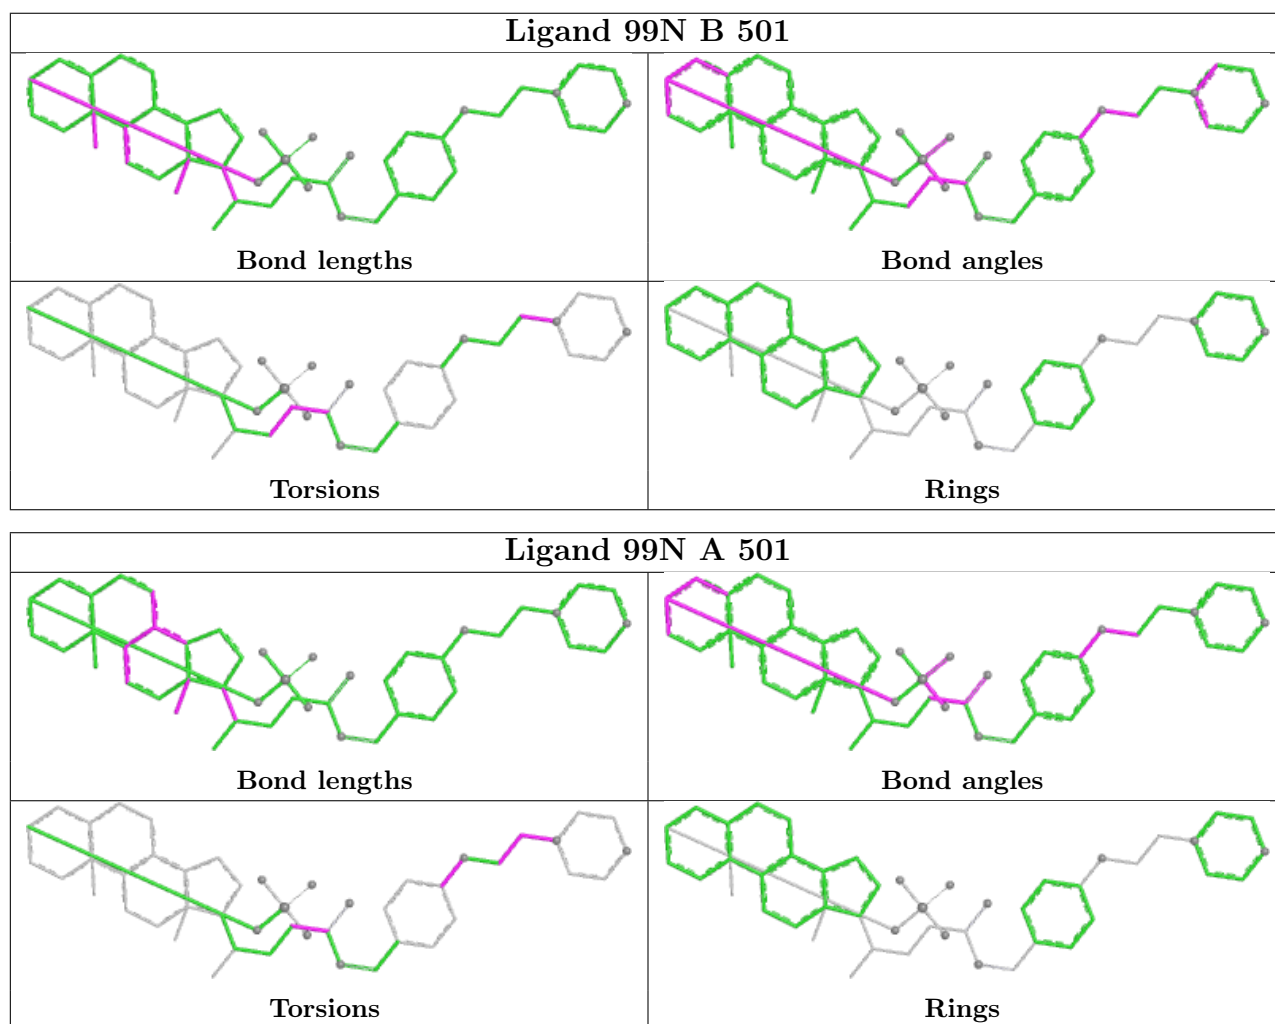 Ligand 99N B 501
Bond lengths
Bond angles
Torsions
Rings
Ligand 99N A 501
Bond lengths
Bond angles
Torsions
Rings